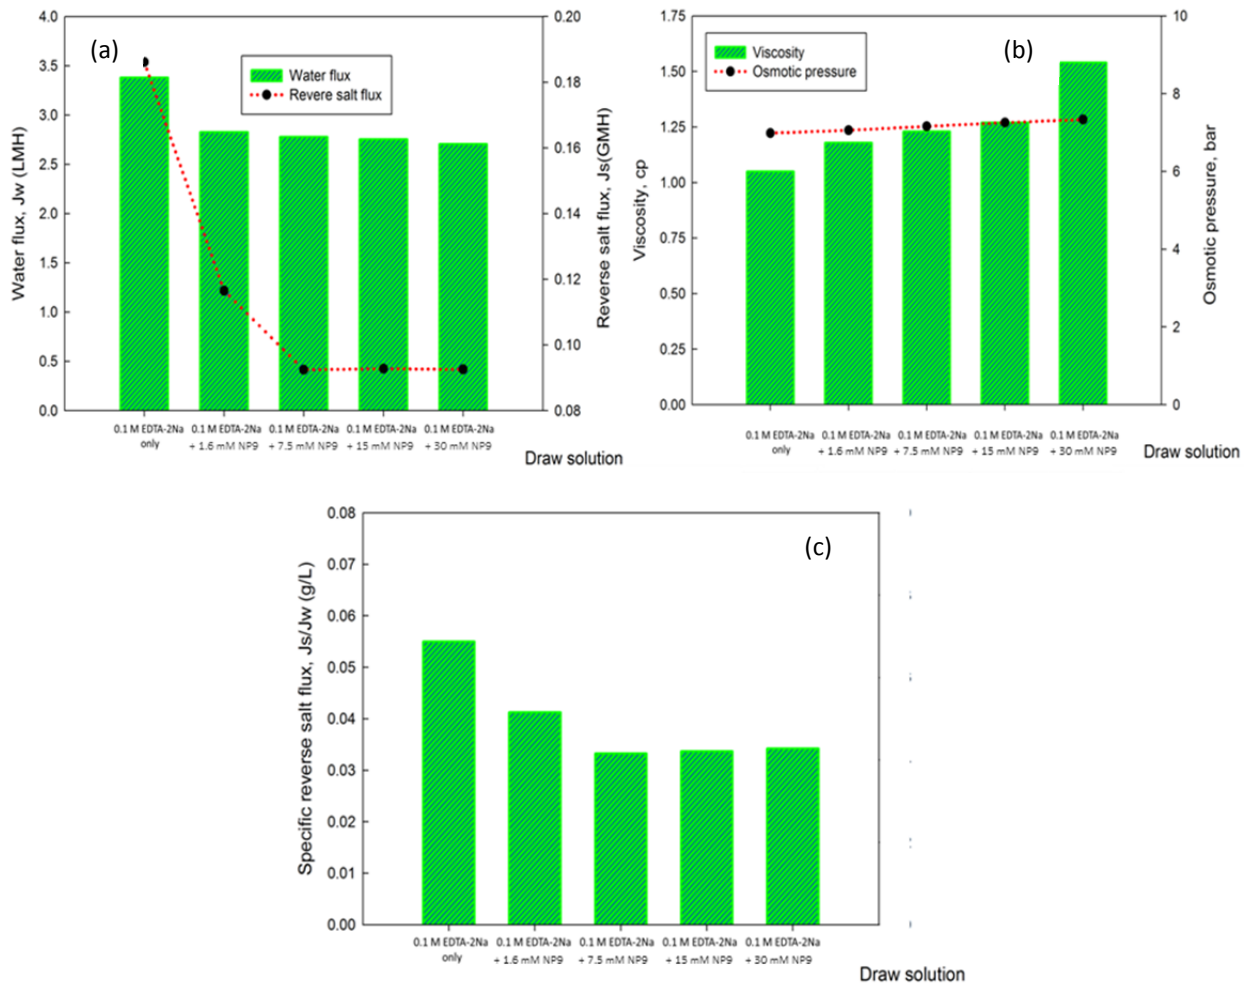 (a)
Water flux, Jw (LMH)
4.0
3.5
3.0
2.5
2.0
1.5
1.0
0.5
0.0
Water flux
Revere salt flux
0.20
0.18
0.16
0.14
0.12
0.10
0.08
Reverse salt flux, Js(GMH)
0.1 M EDTA-2Na
only
0.1 M EDTA-2Na
+ 1.6 mM NP9
0.1 M EDTA-2Na
+ 7.5 mM NP9
0.1 M EDTA-2Na
+ 15 mM NP9
0.1 M EDTA-2Na
+ 30 mM NP9
Draw solution
(b)
Viscosity, cp
1.75
1.50
1.25
1.00
0.75
0.50
0.25
0.00
Viscosity
Osmotic pressure
10
8
6
4
2
0
Osmotic pressure, bar
0.1 M EDTA-2Na
only
0.1 M EDTA-2Na
+ 1.6 mM NP9
0.1 M EDTA-2Na
+ 7.5 mM NP9
0.1 M EDTA-2Na
+ 15 mM NP9
0.1 M EDTA-2Na
+ 30 mM NP9
Draw solution
(c)
Specific reverse salt flux, Js/Jw (g/L)
0.08
0.07
0.06
0.05
0.04
0.03
0.02
0.01
0.00
0.1 M EDTA-2Na
only
0.1 M EDTA-2Na
+ 1.6 mM NP9
0.1 M EDTA-2Na
+ 7.5 mM NP9
0.1 M EDTA-2Na
+ 15 mM NP9
0.1 M EDTA-2Na
+ 30 mM NP9
Draw solution